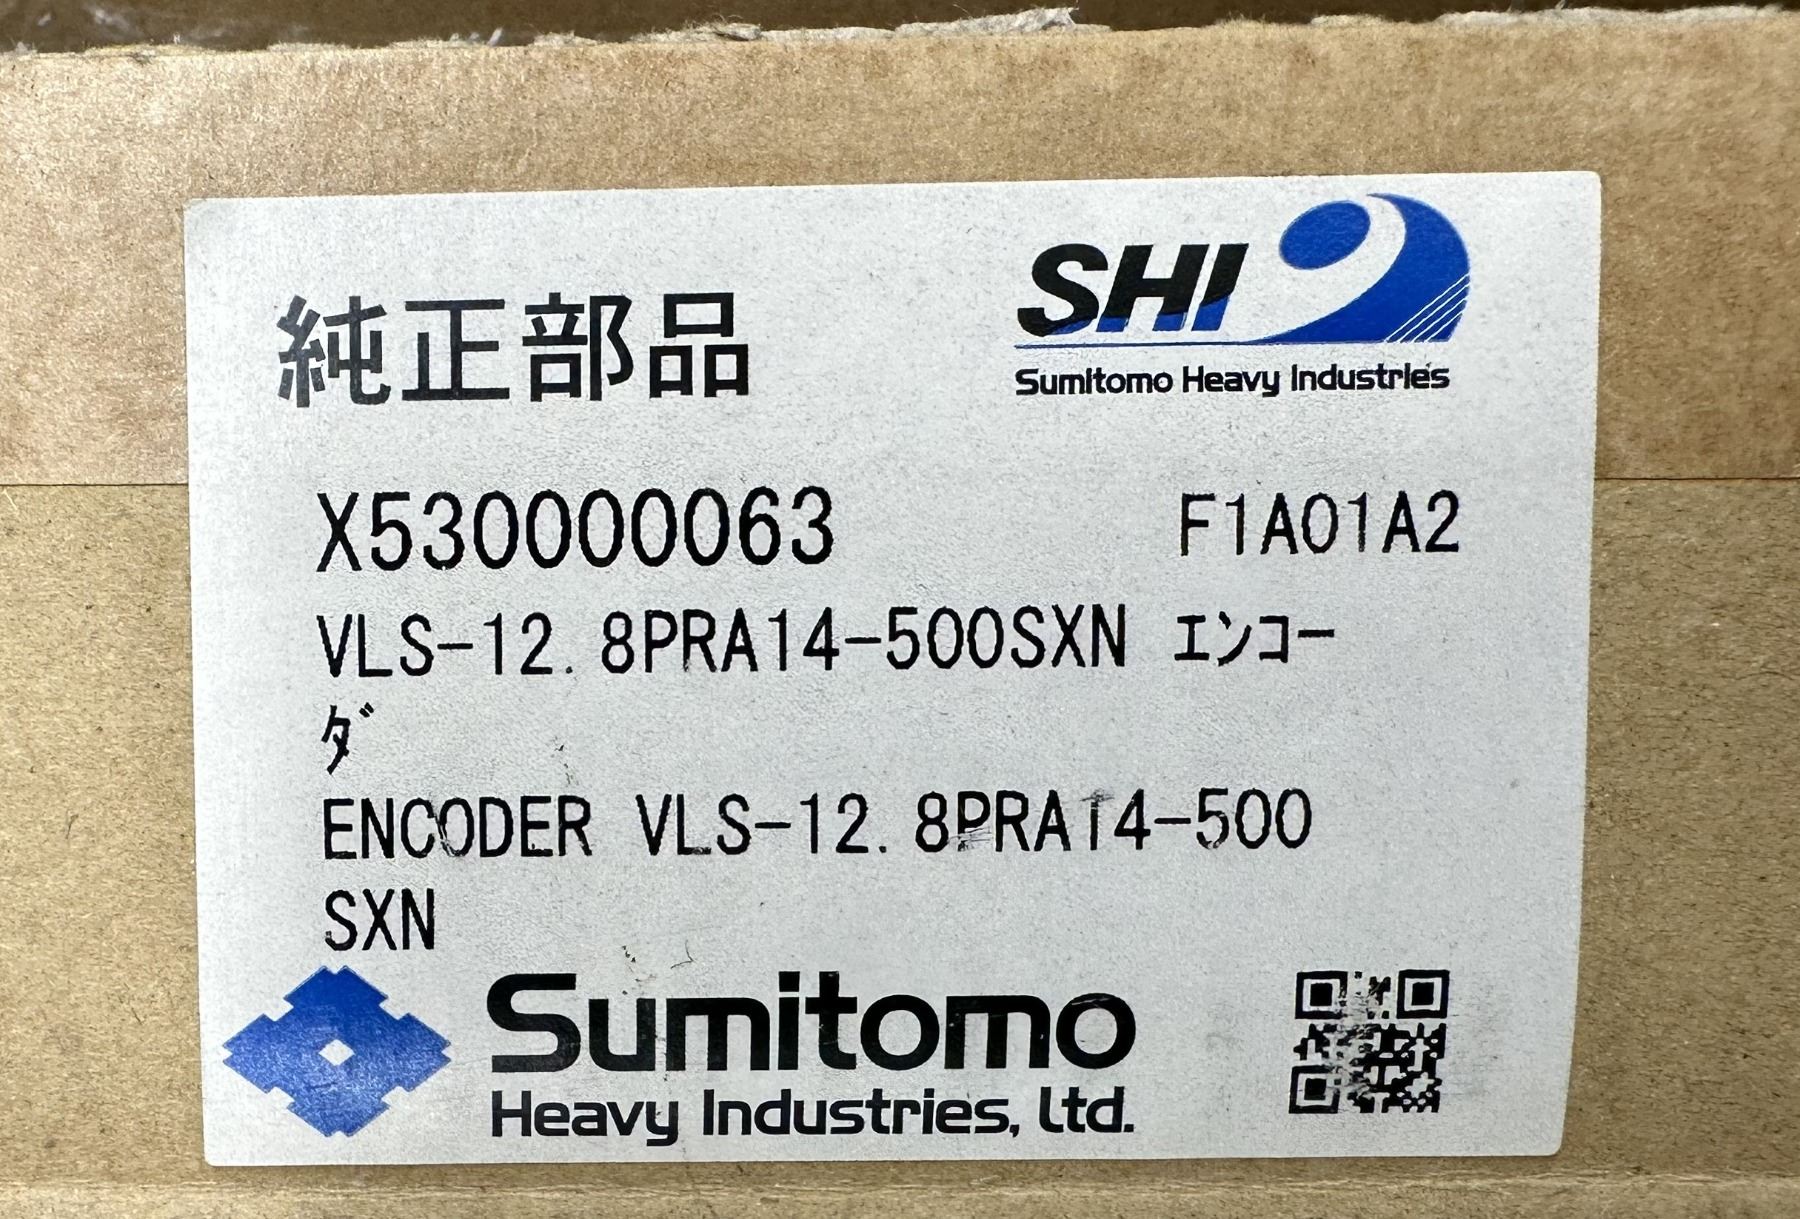 純正部品
SHI
Sumitomo Heavy Industries
X530000063 F1A01A2
VLS-12.8PRA14-500SXN エンコー
ダ
ENCODER VLS-12.8PRA14-500
SXN
Sumitomo
Heavy Industries, Ltd.